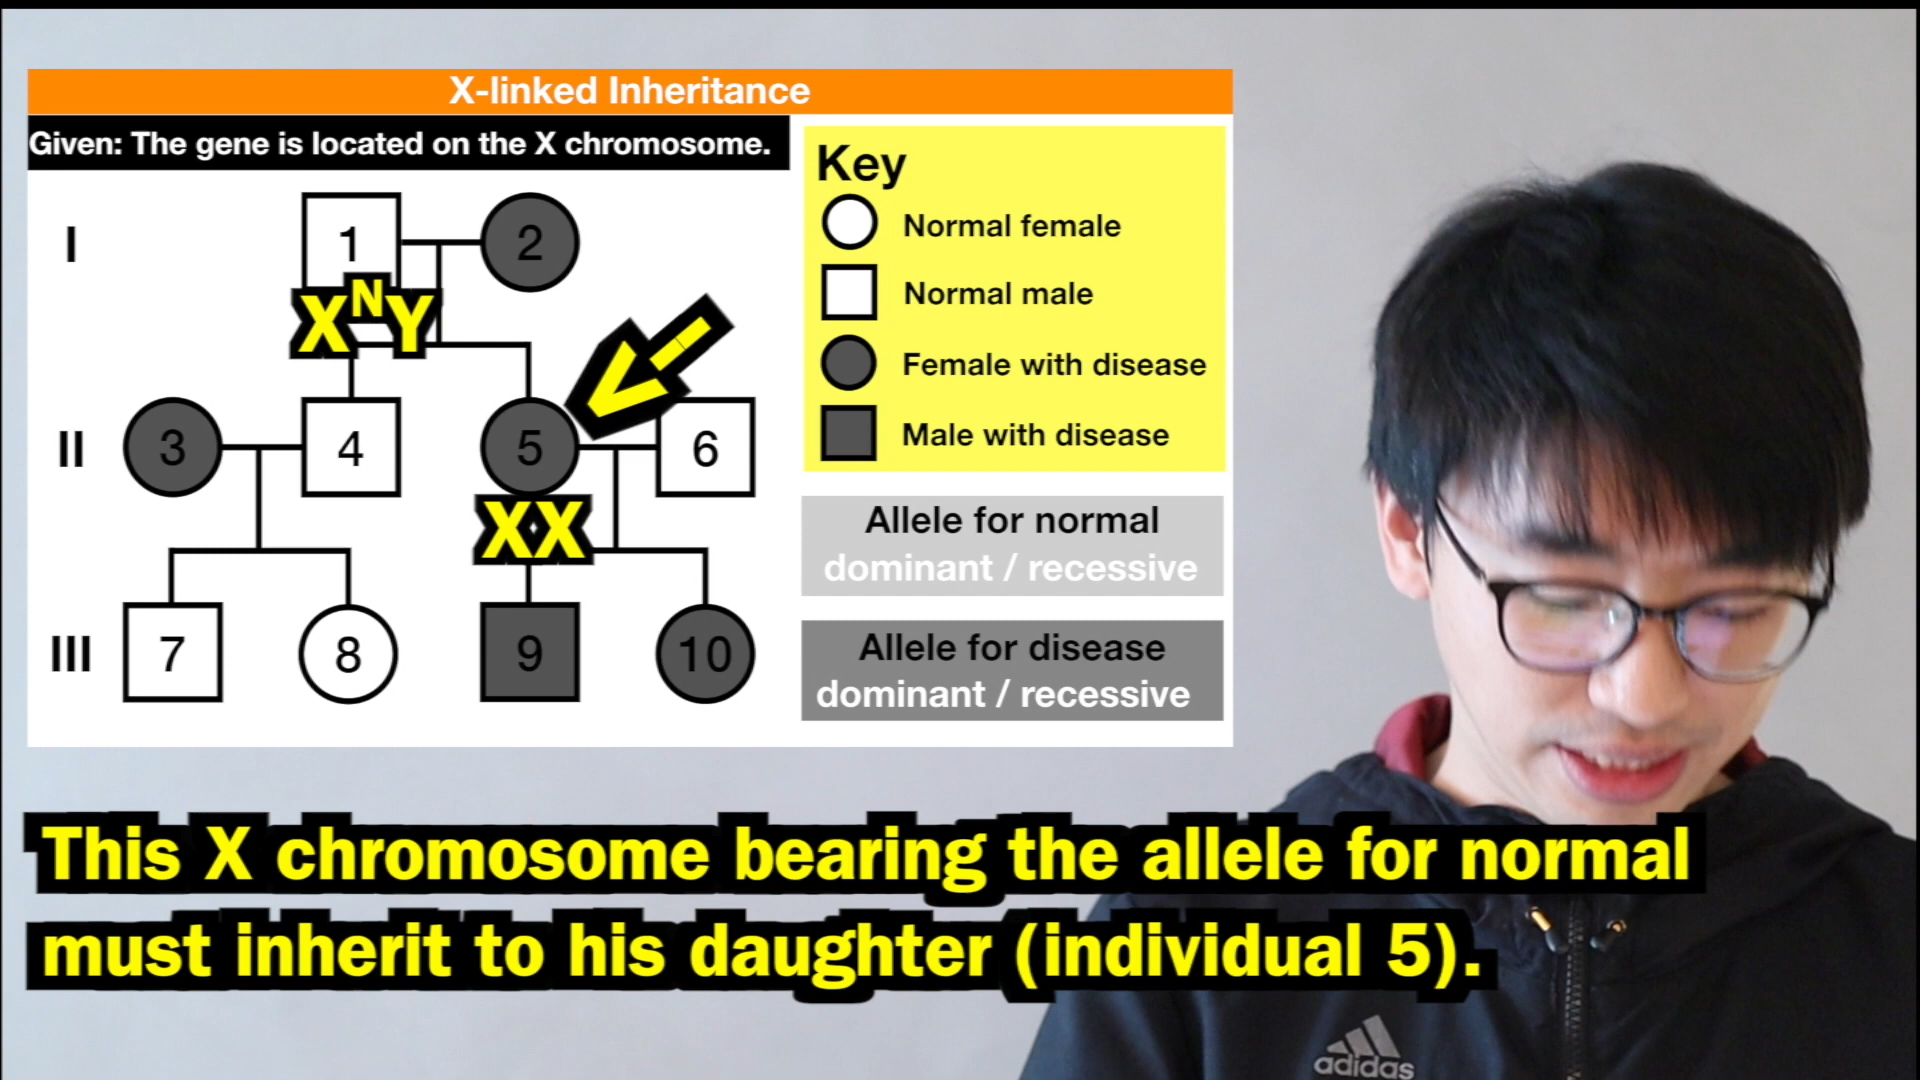 X-linked Inheritance
Given: The gene is located on the X chromosome.
Key
Normal female
Normal male
Female with disease
Male with disease
I
1
2
XNY
II
3
4
5
6
XX
III
7
8
9
10
Allele for normal
dominant / recessive
Allele for disease
dominant / recessive
This X chromosome bearing the allele for normal
must inherit to his daughter (individual 5).
adidas